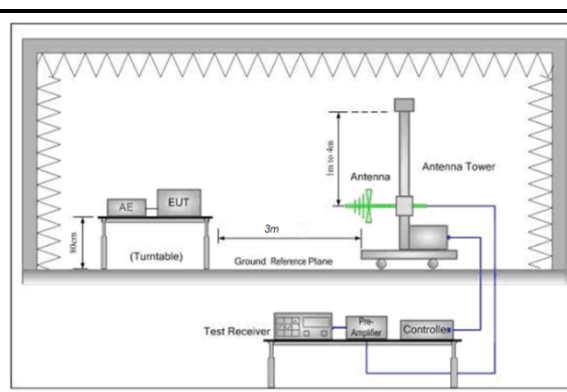 1m to 4m
Antenna
Antenna Tower
AE
EUT
80cm
(Turntable)
3m
Ground Reference Plane
Test Receiver
Pre-
Amplifier
Controller